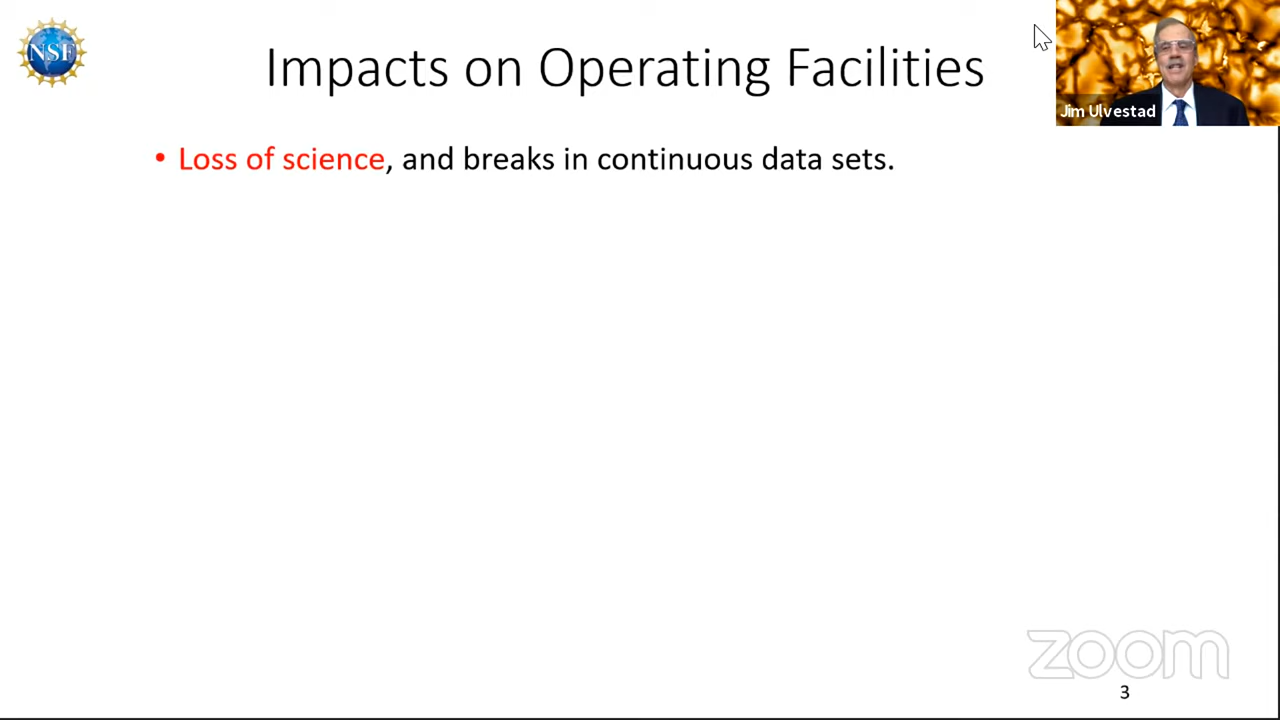 NSF
Impacts on Operating Facilities
Jim Ulvestad
• Loss of science, and breaks in continuous data sets.
zoom
3